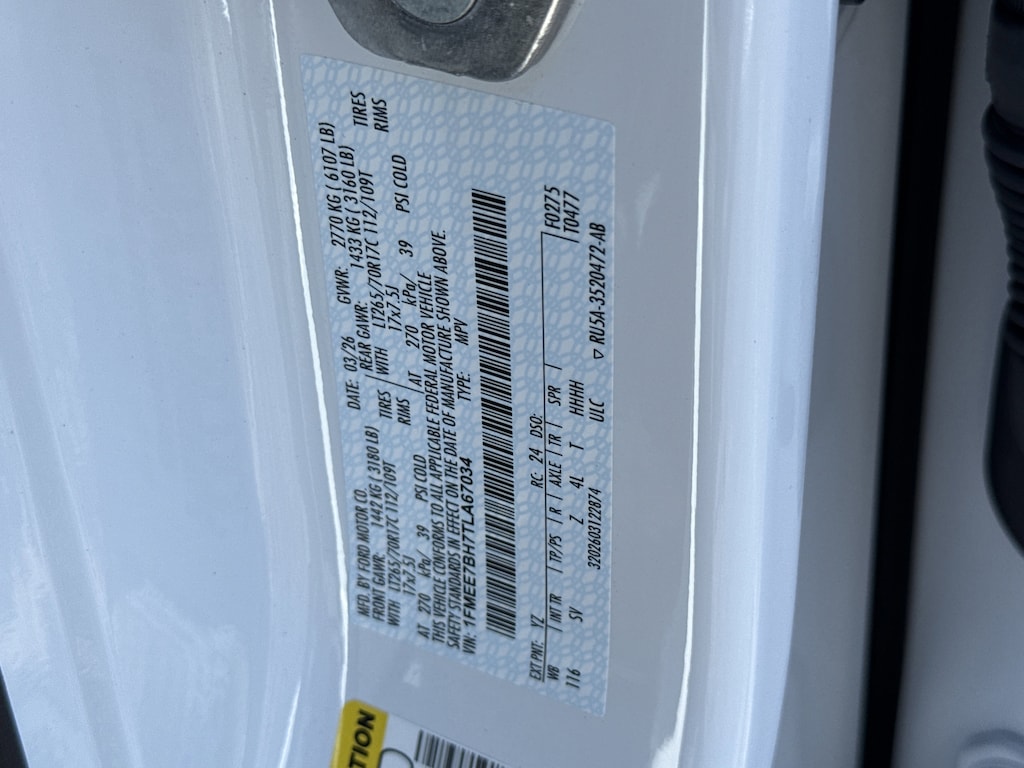 MFD. BY FORD MOTOR CO. DATE: 03/26 GVWR: 2770 KG ( 6107 LB)
FRONT GAWR: 1442 KG ( 3180 LB) REAR GAWR: 1433 KG ( 3160 LB)
WITH LT265/70R17C 112/109T TIRES WITH LT265/70R17C 112/109T TIRES
17x7.5J RIMS 17x7.5J RIMS
AT 270 kPa/ 39 PSI COLD AT 270 kPa/ 39 PSI COLD
THIS VEHICLE CONFORMS TO ALL APPLICABLE FEDERAL MOTOR VEHICLE
SAFETY STANDARDS IN EFFECT ON THE DATE OF MANUFACTURE SHOWN ABOVE.
VIN: 1FMEE7BH7TLA67034 TYPE: MPV
EXT PNT: YZ RC: 24 DSO: F0275
WB INT TR TP/PS R AXLE TR SPR T0477
116 SV Z 4L T HHHH
3202603122874 ULC RU5A-3520472-AB
TION